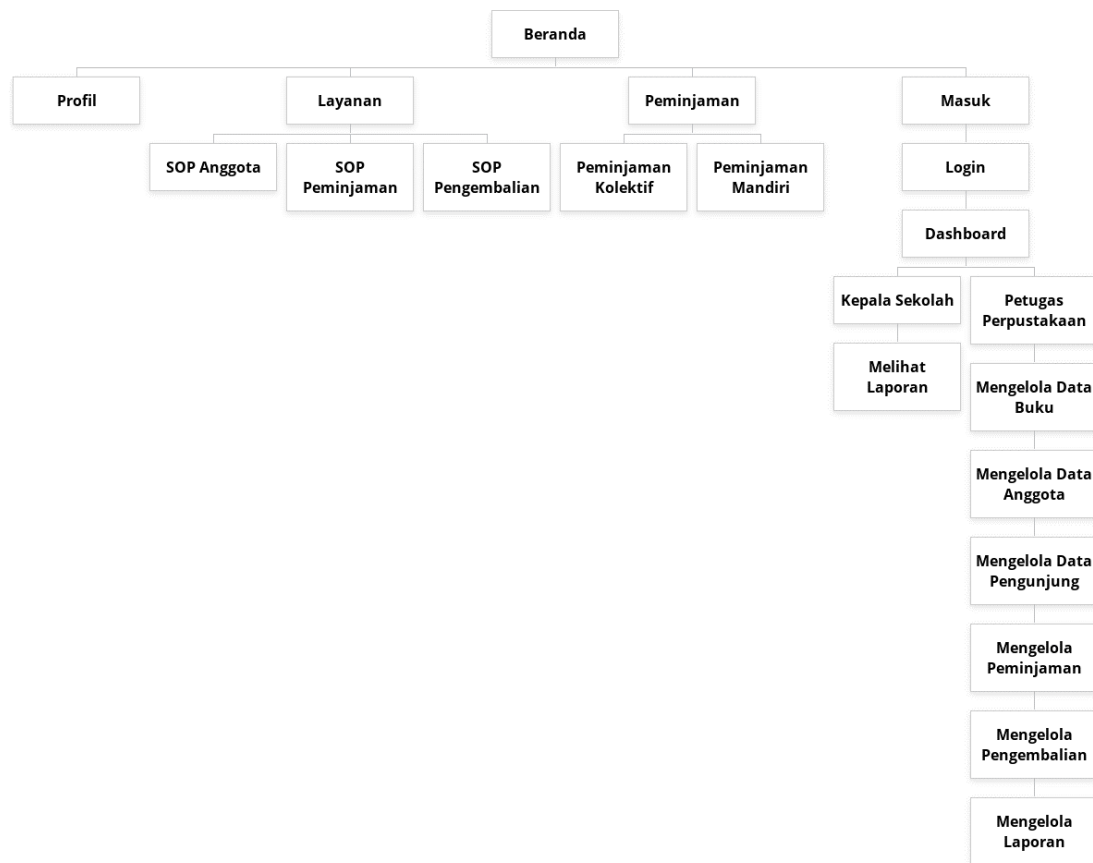 Beranda
Profil
Layanan
Peminjaman
Masuk
SOP Anggota
SOP
Peminjaman
SOP
Pengembalian
Peminjaman
Kolektif
Peminjaman
Mandiri
Login
Dashboard
Kepala Sekolah
Petugas
Perpustakaan
Melihat
Laporan
Mengelola Data
Buku
Mengelola Data
Anggota
Mengelola Data
Pengunjung
Mengelola
Peminjaman
Mengelola
Pengembalian
Mengelola
Laporan